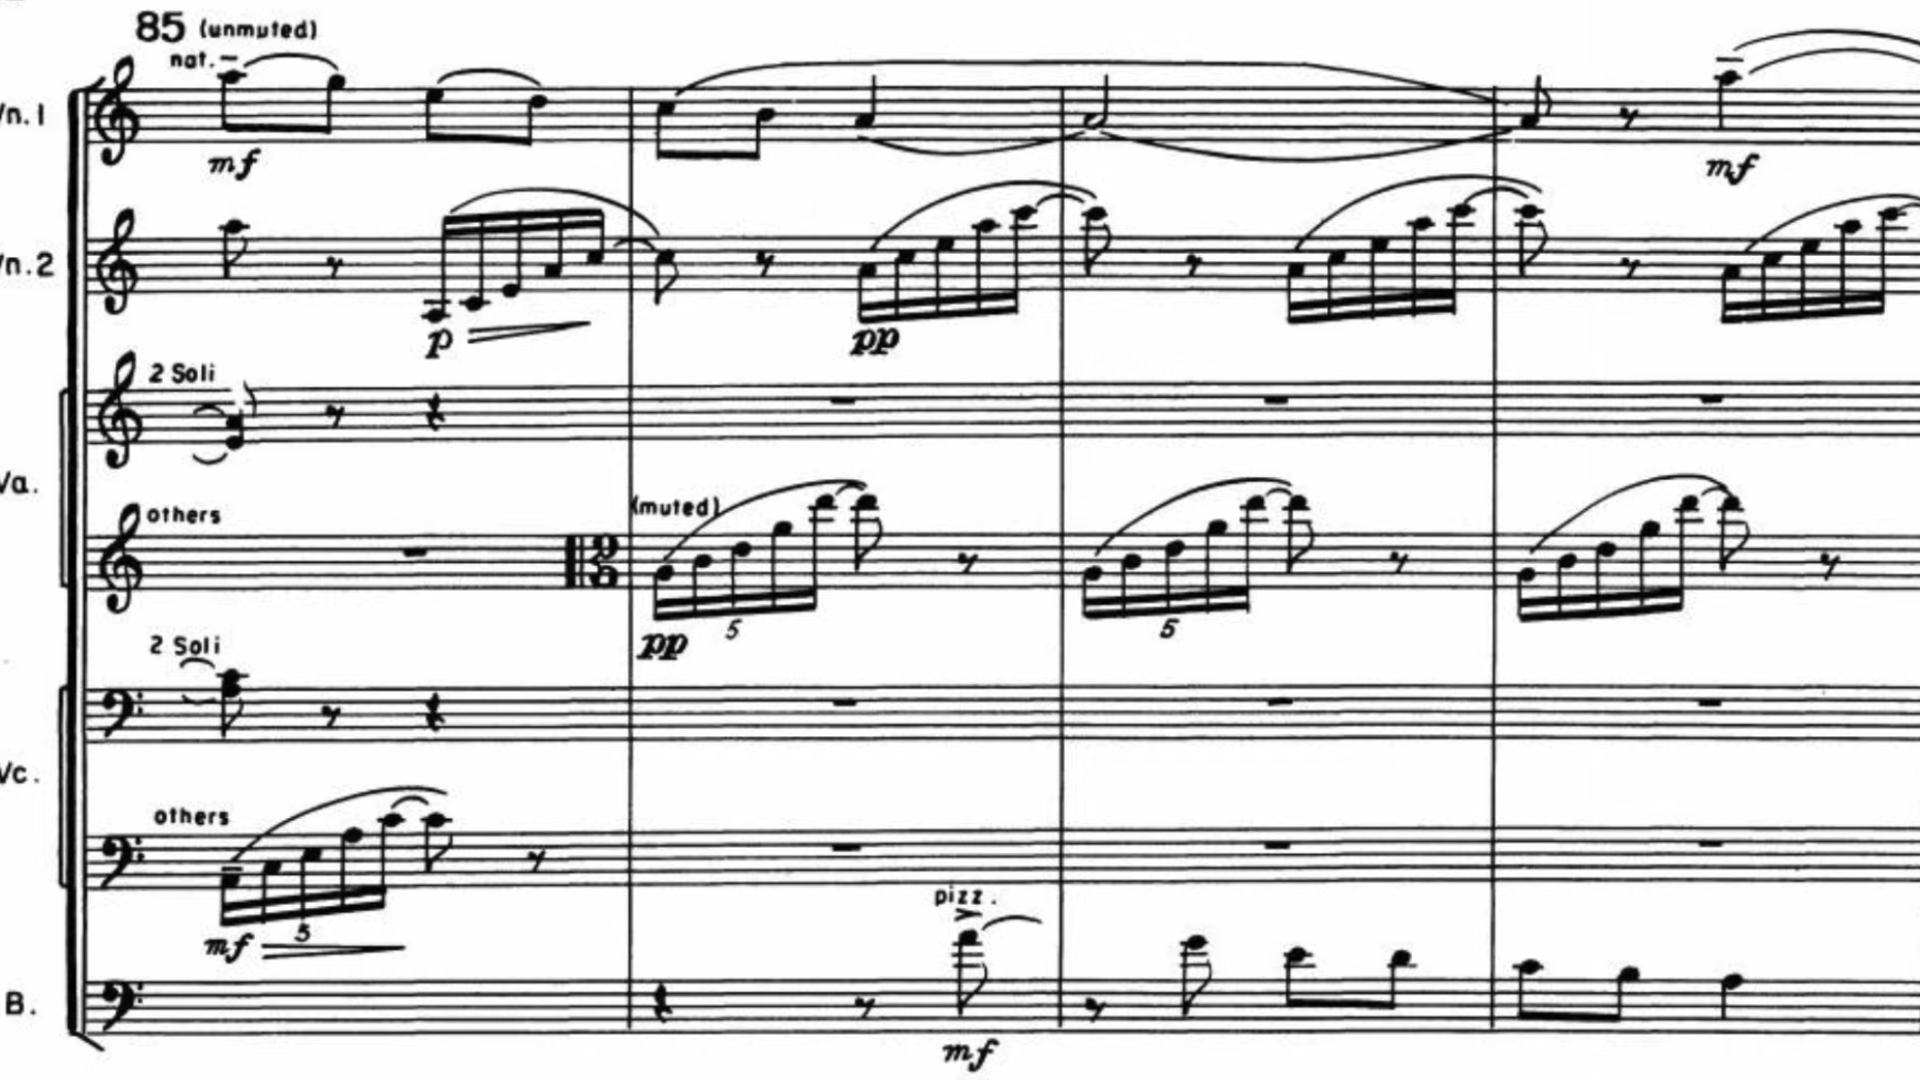 85 (unmuted)
nat.
Vn.1
mf
mf
Vn.2
p
pp
2 Soli
Va.
others
(muted)
pp
5
5
2 Soli
Vc.
others
mf
5
pizz.
B.
mf